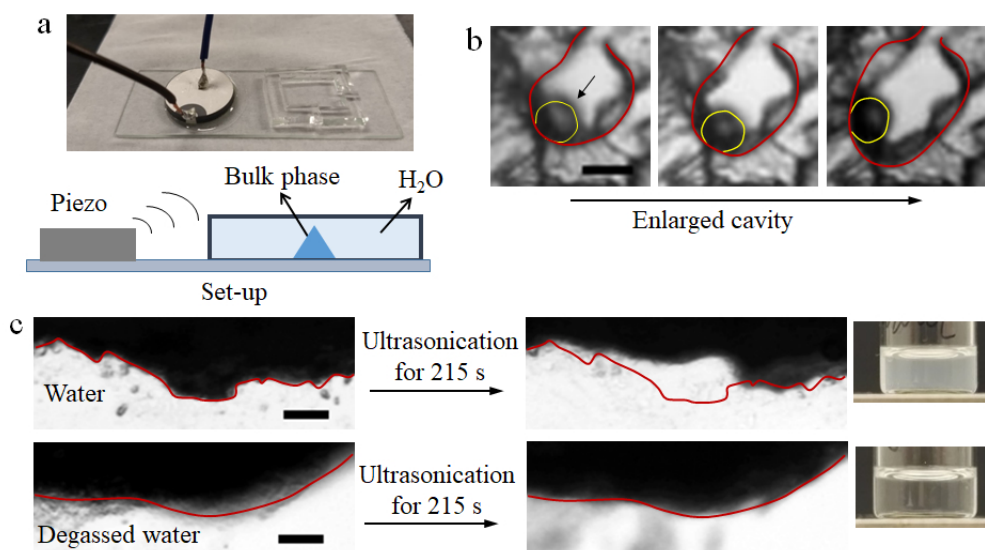 a
b
Bulk phase
H₂O
Piezo
Set-up
Enlarged cavity
c
Water
Ultrasonication
for 215 s
Degassed water
Ultrasonication
for 215 s